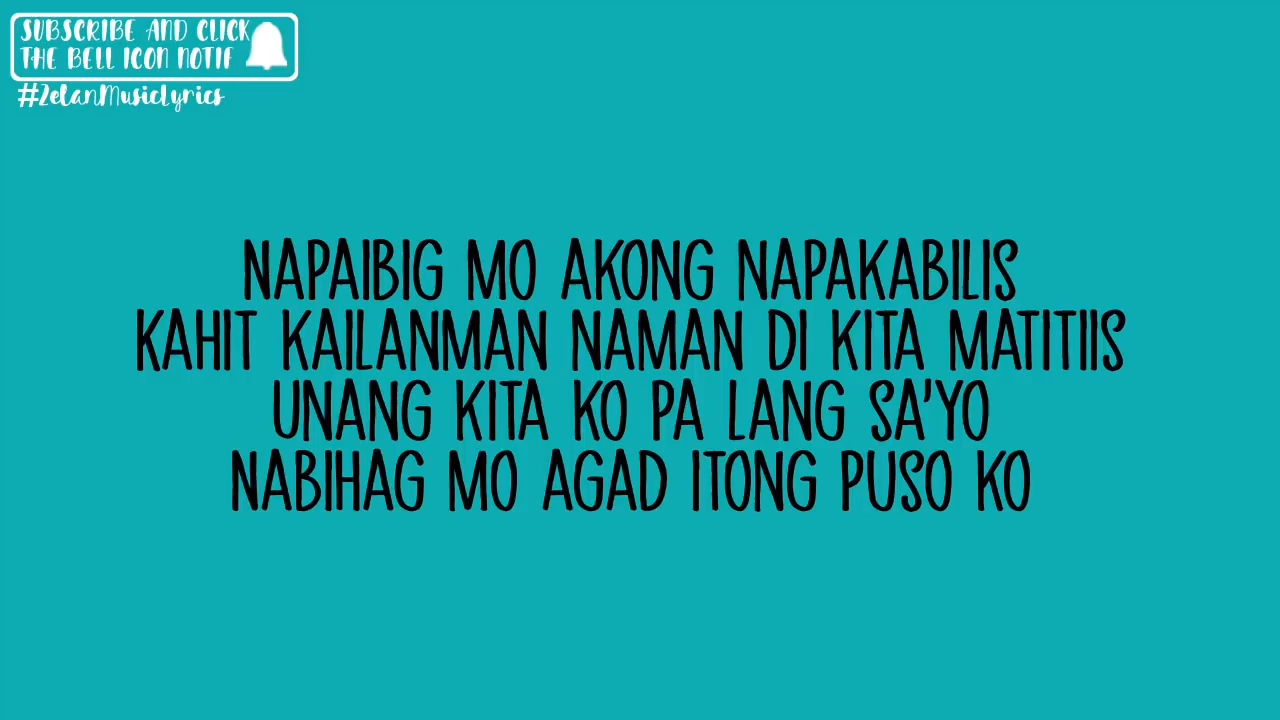 SUBSCRIBE AND CLICK
THE BELL ICON NOTIF
#ZelanMusicLyrics
NAPAIBIG MO AKONG NAPAKABILIS
KAHIT KAILANMAN NAMAN DI KITA MATITIIS
UNANG KITA KO PA LANG SA'YO
NABIHAG MO AGAD ITONG PUSO KO